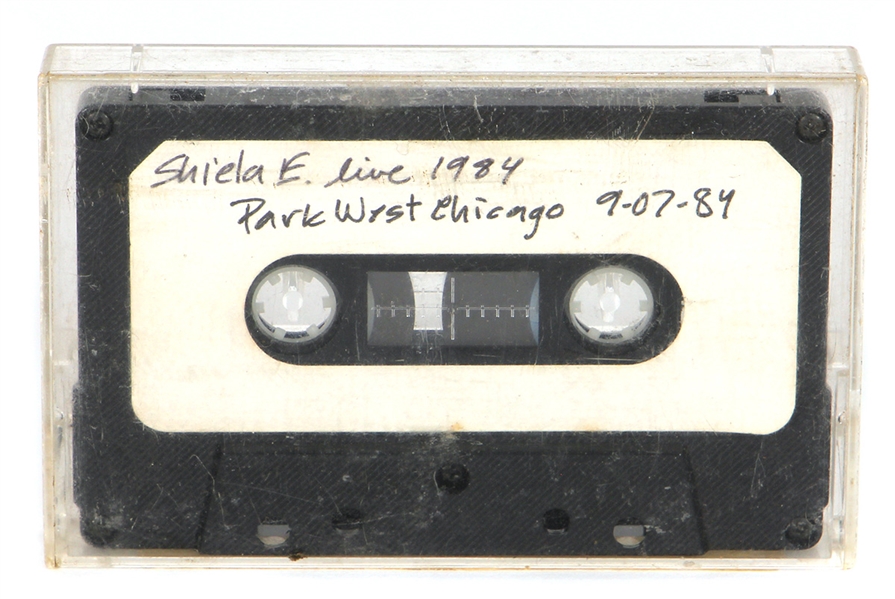 Shiela E. live 1984
Park West Chicago 9-07-84